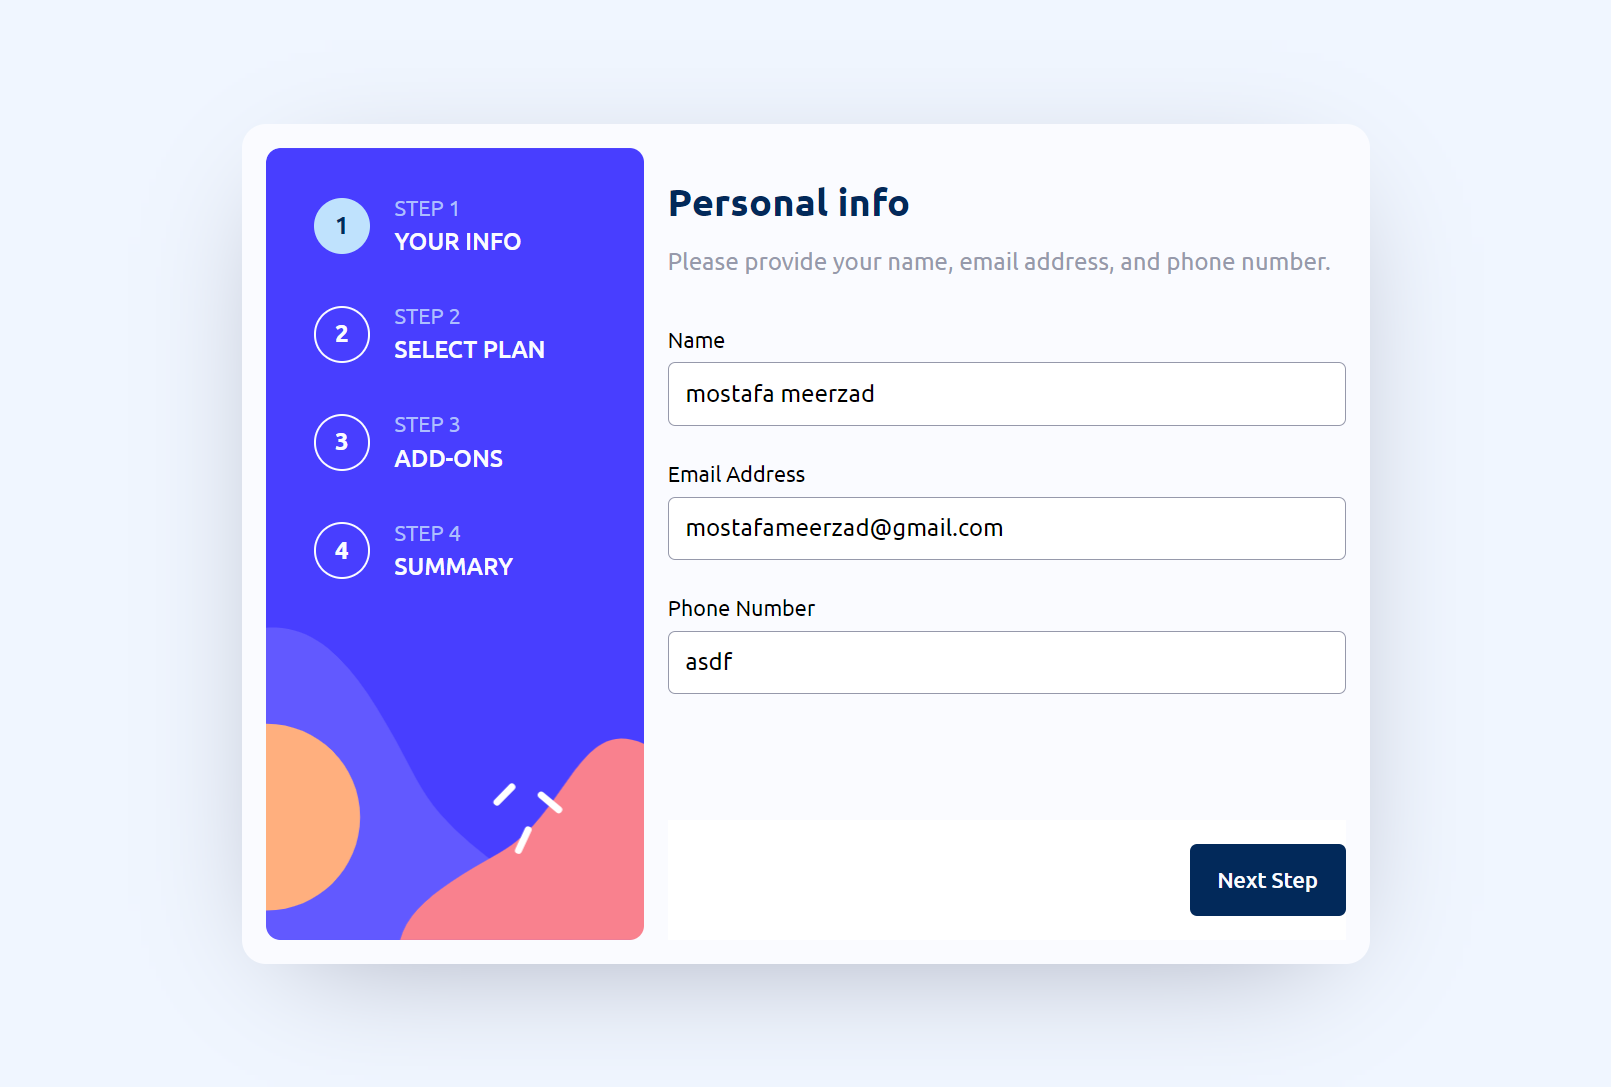 1
STEP 1
YOUR INFO
2
STEP 2
SELECT PLAN
3
STEP 3
ADD-ONS
4
STEP 4
SUMMARY
Personal info
Please provide your name, email address, and phone number.
Name
mostafa meerzad
Email Address
mostafameerzad@gmail.com
Phone Number
asdf
Next Step